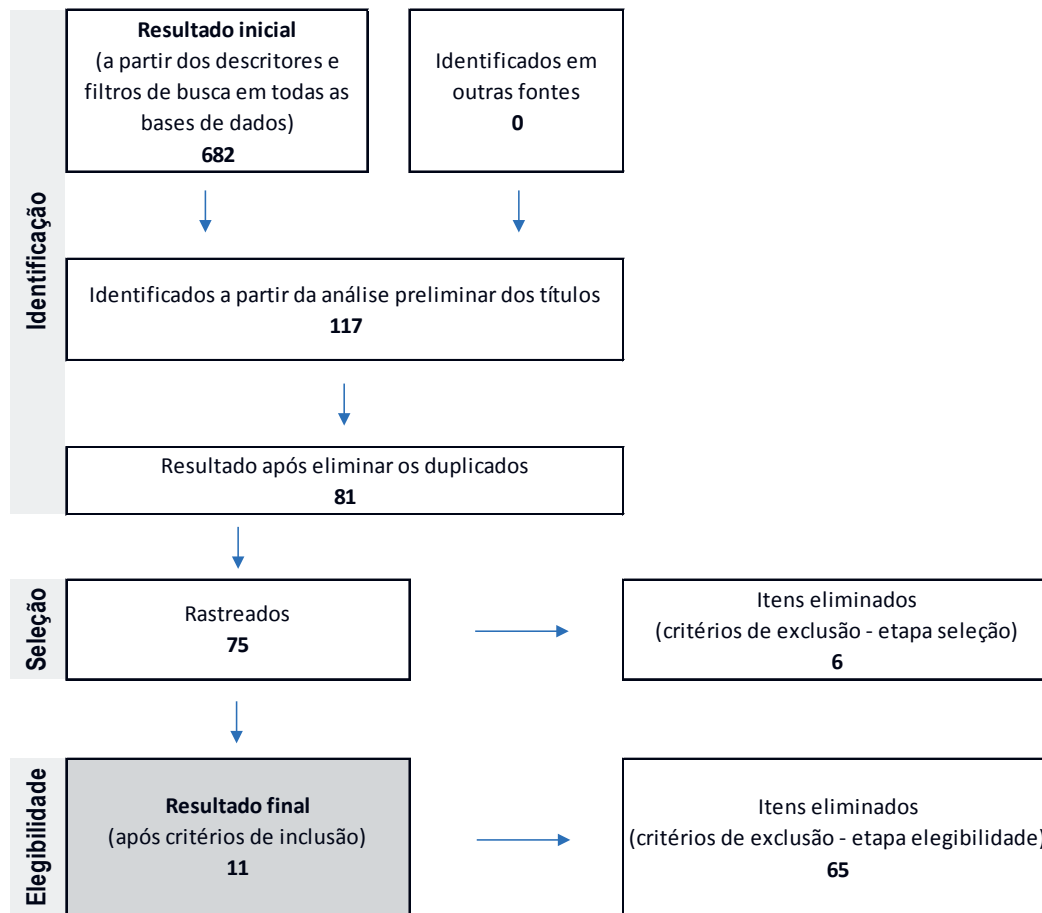 Identificação
Resultado inicial
(a partir dos descritores e
filtros de busca em todas as
bases de dados)
682
Identificados em
outras fontes
0
Identificados a partir da análise preliminar dos títulos
117
Resultado após eliminar os duplicados
81
Seleção
Rastreados
75
Itens eliminados
(critérios de exclusão - etapa seleção)
6
Elegibilidade
Resultado final
(após critérios de inclusão)
11
Itens eliminados
(critérios de exclusão - etapa elegibilidade)
65